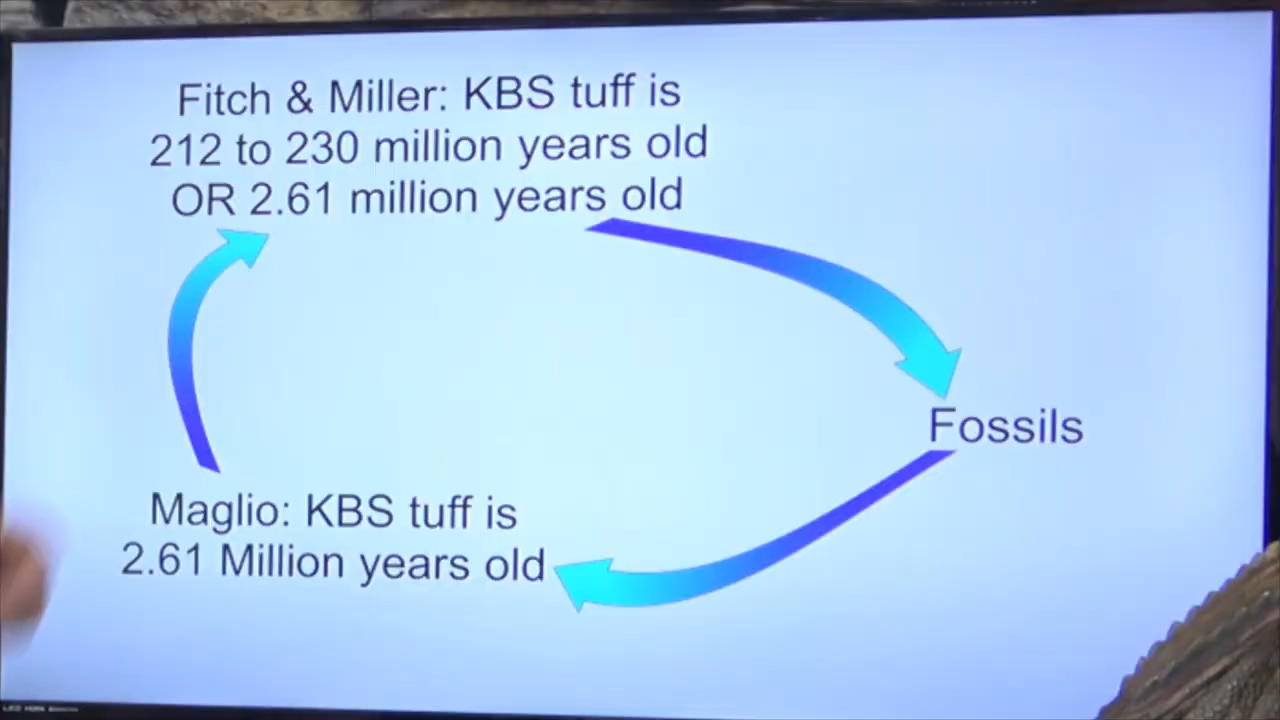 Fitch & Miller: KBS tuff is
212 to 230 million years old
OR 2.61 million years old
Fossils
Maglio: KBS tuff is
2.61 Million years old